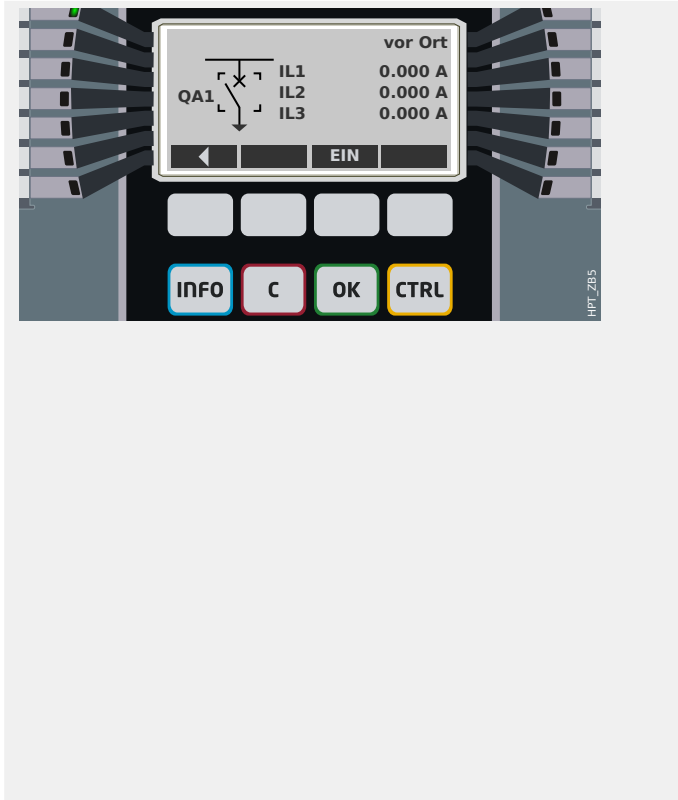 vor Ort
IL1 0.000 A
QA1 IL2 0.000 A
IL3 0.000 A
EIN
INFO C OK CTRL
HPT_ZB5